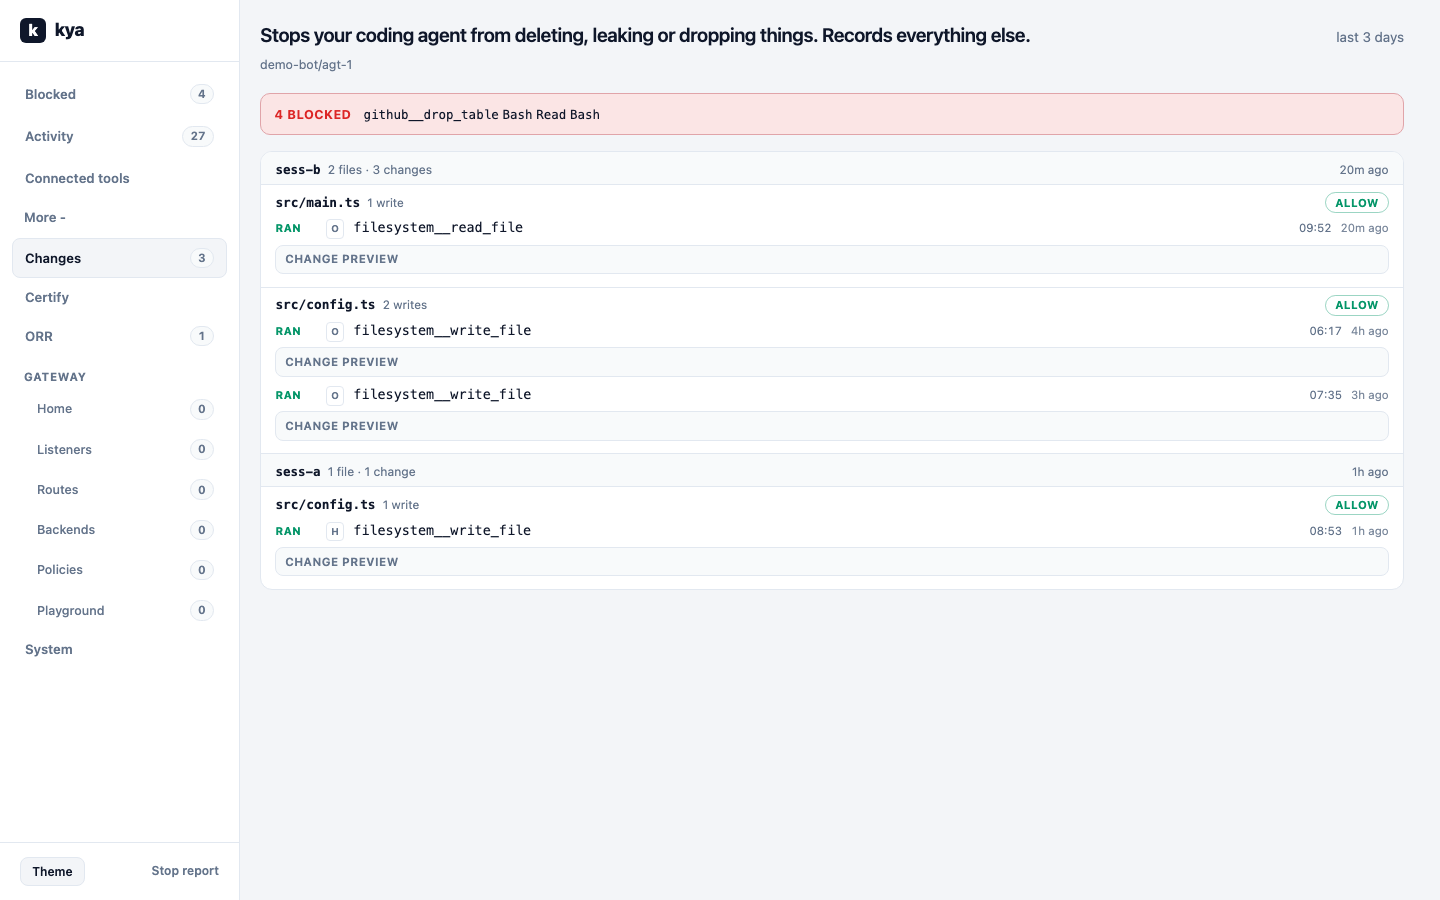 k kya
Blocked 4
Activity 27
Connected tools
More -
Changes 3
Certify
ORR 1
GATEWAY
Home 0
Listeners 0
Routes 0
Backends 0
Policies 0
Playground 0
System
Theme Stop report
Stops your coding agent from deleting, leaking or dropping things. Records everything else. last 3 days
demo-bot/agt-1
4 BLOCKED github__drop_table Bash Read Bash
sess-b 2 files · 3 changes 20m ago
src/main.ts 1 write ALLOW
RAN O filesystem__read_file 09:52 20m ago
CHANGE PREVIEW
src/config.ts 2 writes ALLOW
RAN O filesystem__write_file 06:17 4h ago
CHANGE PREVIEW
RAN O filesystem__write_file 07:35 3h ago
CHANGE PREVIEW
sess-a 1 file · 1 change 1h ago
src/config.ts 1 write ALLOW
RAN H filesystem__write_file 08:53 1h ago
CHANGE PREVIEW